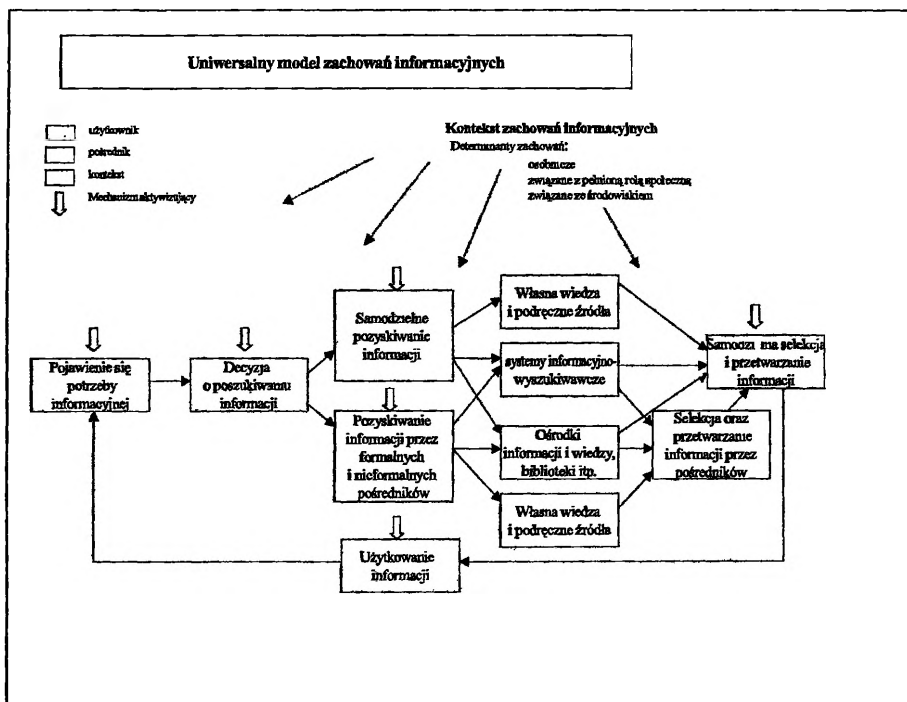 Uniwersalny model zachowań informacyjnych
użytkownik
pośrednik
kontekst
Mechanizm aktywizujący
Kontekst zachowań informacyjnych
Determinanty zachowań:
osobnicze
związane z pełnioną rolą społeczną
związane ze środowiskiem
Pojawienie się
potrzeby
informacyjnej
Decyzja
o poszukiwaniu
informacji
Samodzielne
pozyskiwanie
informacji
Pozyskiwanie
informacji przez
formalnych
i nieformalnych
pośredników
Własna wiedza
i podręczne źródła
systemy informacyjno-
wyszukiwawcze
Ośrodki
informacji i wiedzy,
biblioteki itp.
Własna wiedza
i podręczne źródła
selekcja
i przetwarzanie
informacji
Selekcja oraz
przetwarzanie
informacji przez
pośredników
Użytkowanie
informacji